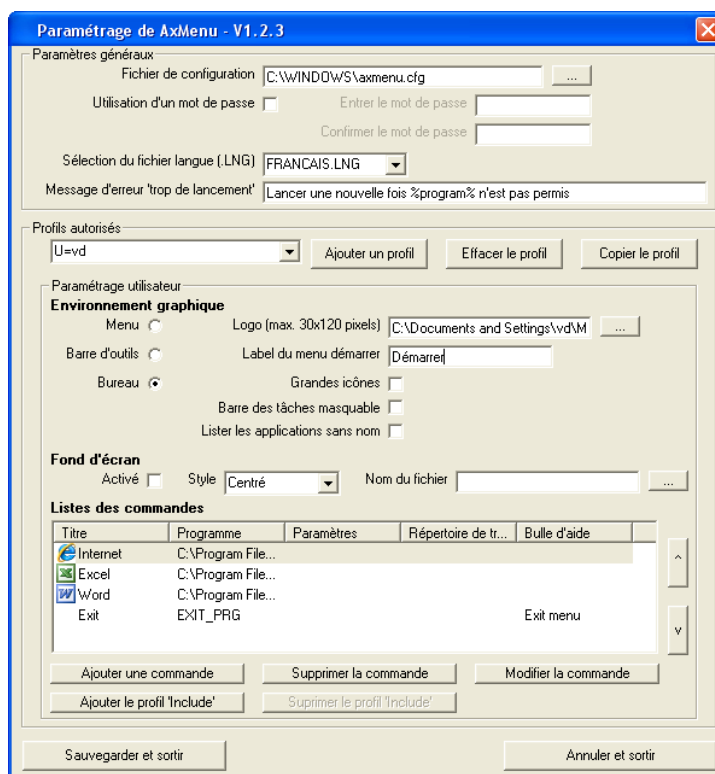 Paramétrage de AxMenu - V1.2.3
Paramètres généraux
Fichier de configuration C:\WINDOWS\axmenu.cfg ...
Utilisation d'un mot de passe Entrer le mot de passe
Confirmer le mot de passe
Sélection du fichier langue (.LNG) FRANCAIS.LNG
Message d'erreur 'trop de lancement' Lancer une nouvelle fois %program% n'est pas permis
Profils autorisés
U=vd Ajouter un profil Effacer le profil Copier le profil
Paramétrage utilisateur
Environnement graphique
Menu Logo (max. 30x120 pixels) C:\Documents and Settings\vd\M ...
Barre d'outils Label du menu démarrer Démarrer
Bureau Grandes icônes
Barre des tâches masquable
Lister les applications sans nom
Fond d'écran
Activé Style Centré Nom du fichier ...
Listes des commandes
Titre Programme Paramètres Répertoire de tr... Bulle d'aide
Internet C:\Program File...
Excel C:\Program File...
Word C:\Program File...
Exit EXIT_PRG Exit menu
Ajouter une commande Supprimer la commande Modifier la commande
Ajouter le profil 'Include' Suprimer le profil 'Include'
Sauvegarder et sortir Annuler et sortir